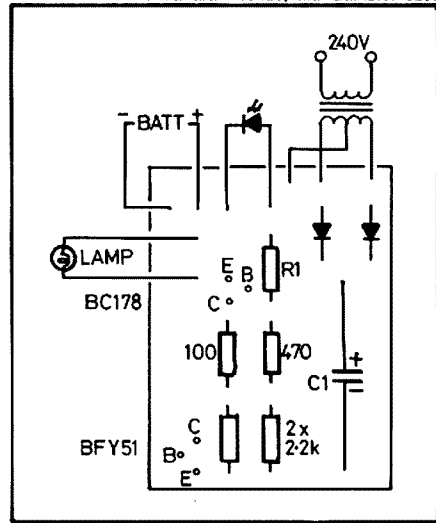 240V
- BATT +
LAMP
E
B
R1
C
BC178
100
470
+
C1
-
C
2x
2.2k
BFY51
B
E